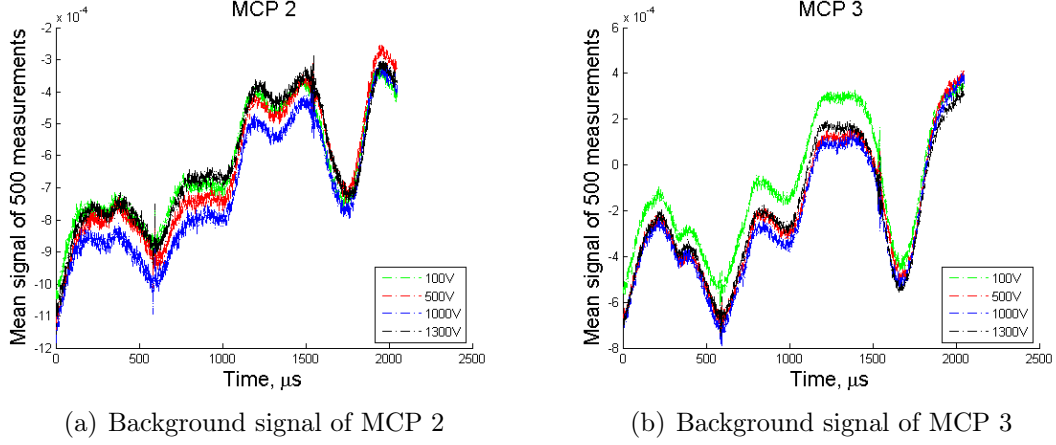 MCP 2
x 10⁻⁴
Mean signal of 500 measurements
-2
-3
-4
-5
-6
-7
-8
-9
-10
-11
-12
0
500
1000
1500
2000
2500
Time, μs
100V
500V
1000V
1300V
(a) Background signal of MCP 2
MCP 3
x 10⁻⁴
Mean signal of 500 measurements
6
4
2
0
-2
-4
-6
-8
0
500
1000
1500
2000
2500
Time, μs
100V
500V
1000V
1300V
(b) Background signal of MCP 3